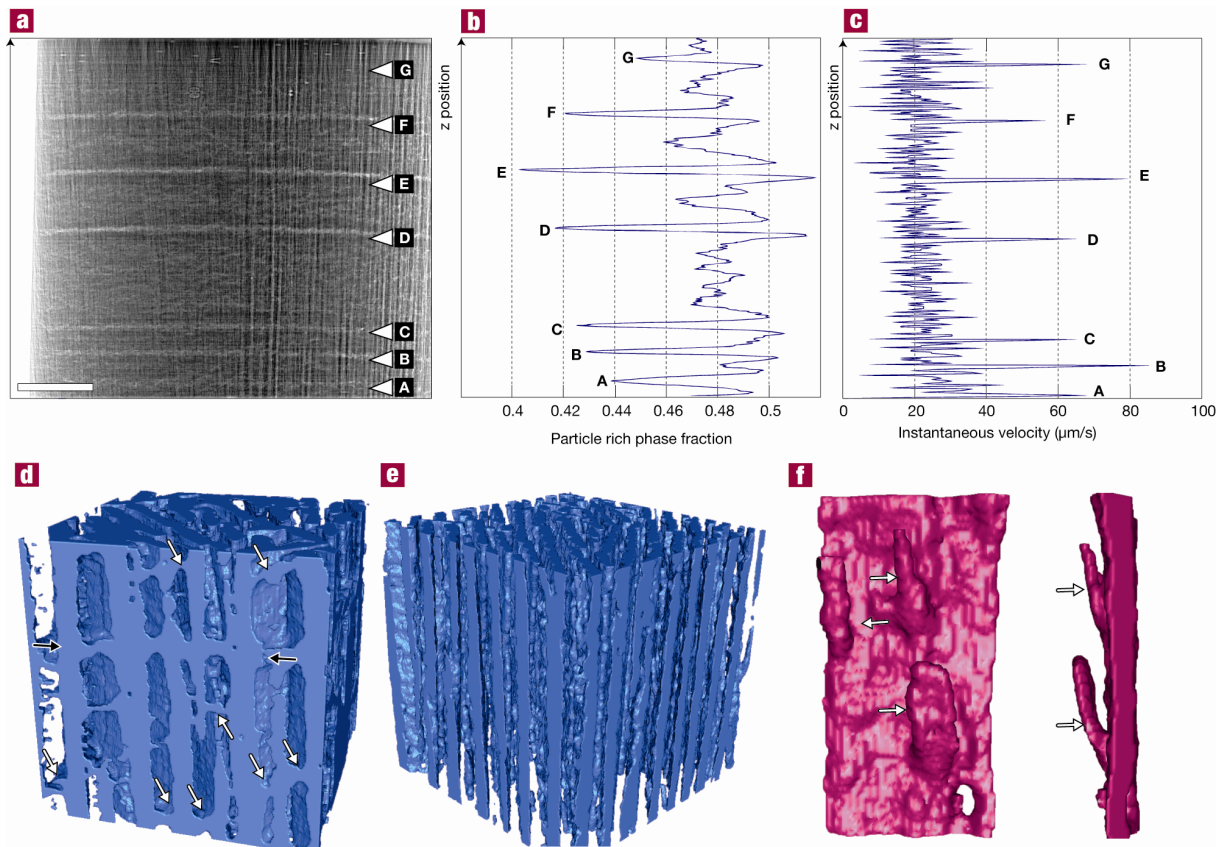 a
G
F
E
D
C
B
A
b
z position
G
F
E
D
C
B
A
0.4 0.42 0.44 0.46 0.48 0.5
Particle rich phase fraction
c
z position
G
F
E
D
C
B
A
0 20 40 60 80 100
Instantaneous velocity (µm/s)
d
e
f